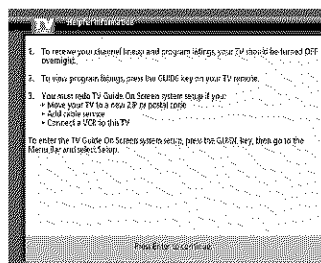 TV Helpful Information
1. To receive your channel lineup and program listings, your TV should be turned OFF
overnight.
2. To view program listings, press the GUIDE key on your TV remote.
3. You must redo TV Guide On Screen system setup if you:
• Move your TV to a new ZIP or postal code
• Add cable service
• Connect a VCR to this TV
To enter the TV Guide On Screen system setup, press the GUIDE key, then go to the
Menu Bar and select Setup.
Press Enter to continue